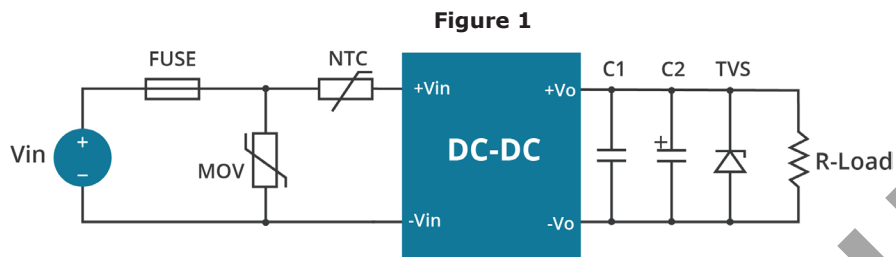 Figure 1
FUSE
NTC
C1
C2
TVS
+Vin
+Vo
Vin
+
−
MOV
DC-DC
+
R-Load
-Vin
-Vo